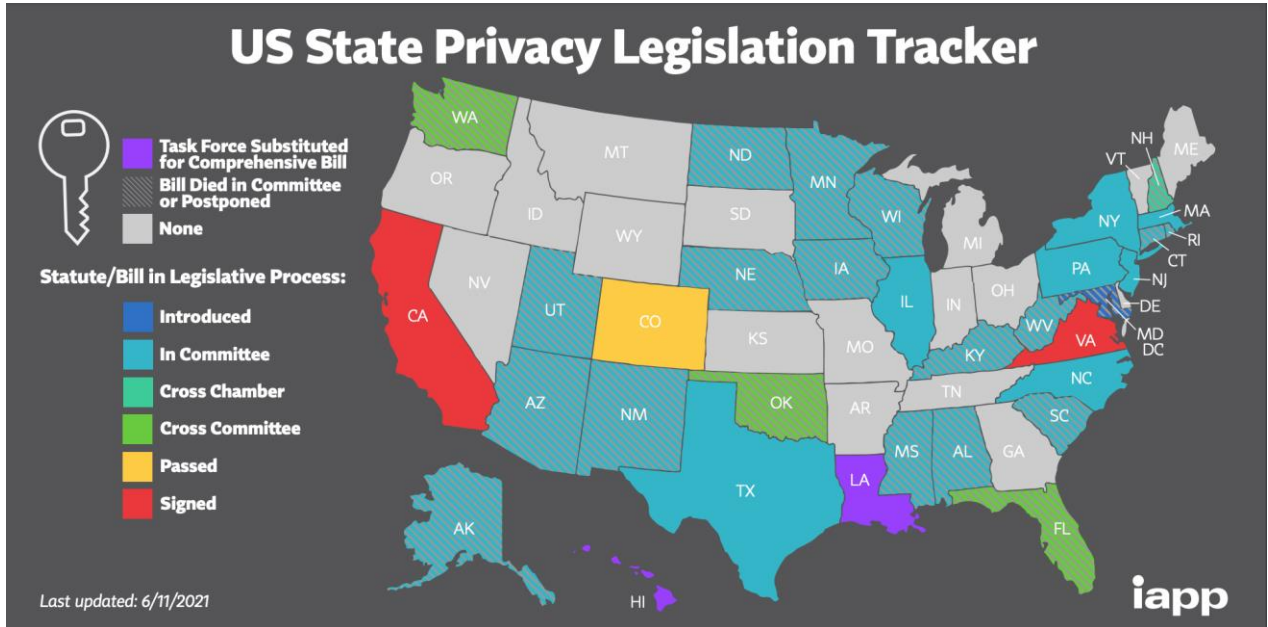 US State Privacy Legislation Tracker
Task Force Substituted
for Comprehensive Bill
Bill Died in Committee
or Postponed
None
Statute/Bill in Legislative Process:
Introduced
In Committee
Cross Chamber
Cross Committee
Passed
Signed
WA
OR
MT
ID
WY
ND
SD
MN
WI
NE
IA
CA
NV
UT
CO
KS
AZ
NM
OK
TX
MO
AR
LA
IL
MI
IN
OH
KY
TN
MS
AL
GA
FL
SC
NC
VA
WV
PA
NY
VT
NH
ME
MA
RI
CT
NJ
DE
MD
DC
AK
HI
Last updated: 6/11/2021
iapp